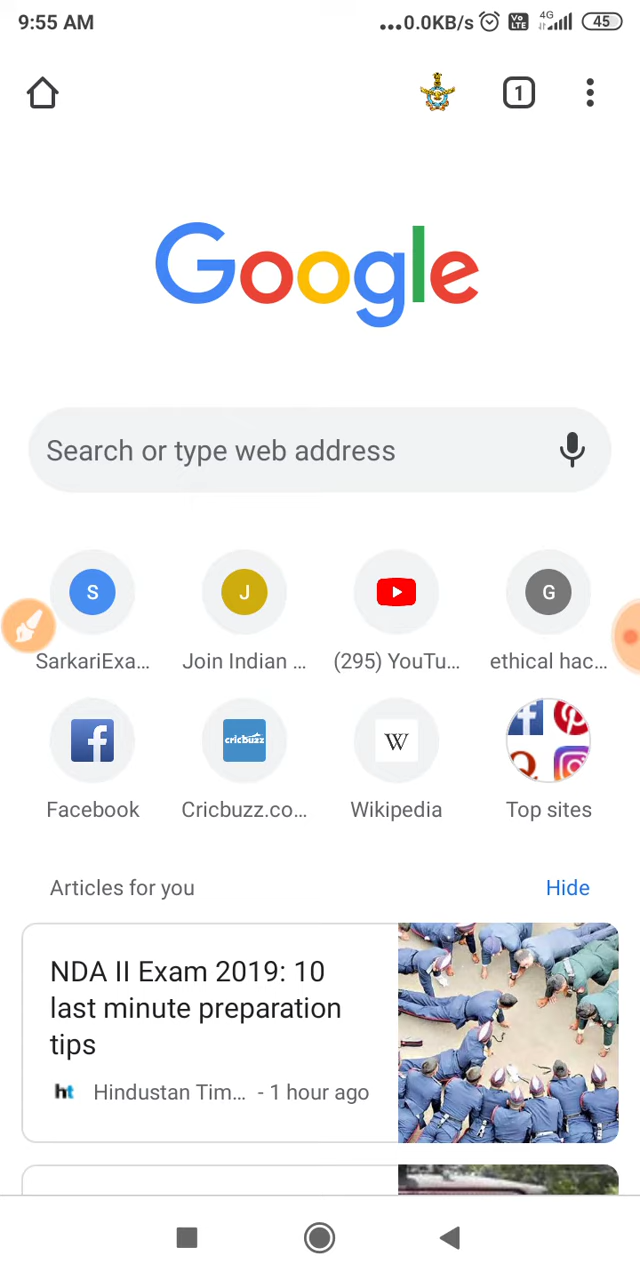 9:55 AM
...0.0KB/s Vo LTE 4G 45
1
Google
Search or type web address
S
J
G
SarkariExa...
Join Indian ...
(295) YouTu...
ethical hac...
cricbuzz
W
Facebook
Cricbuzz.co...
Wikipedia
Top sites
Articles for you
Hide
NDA II Exam 2019: 10
last minute preparation
tips
ht Hindustan Tim... - 1 hour ago